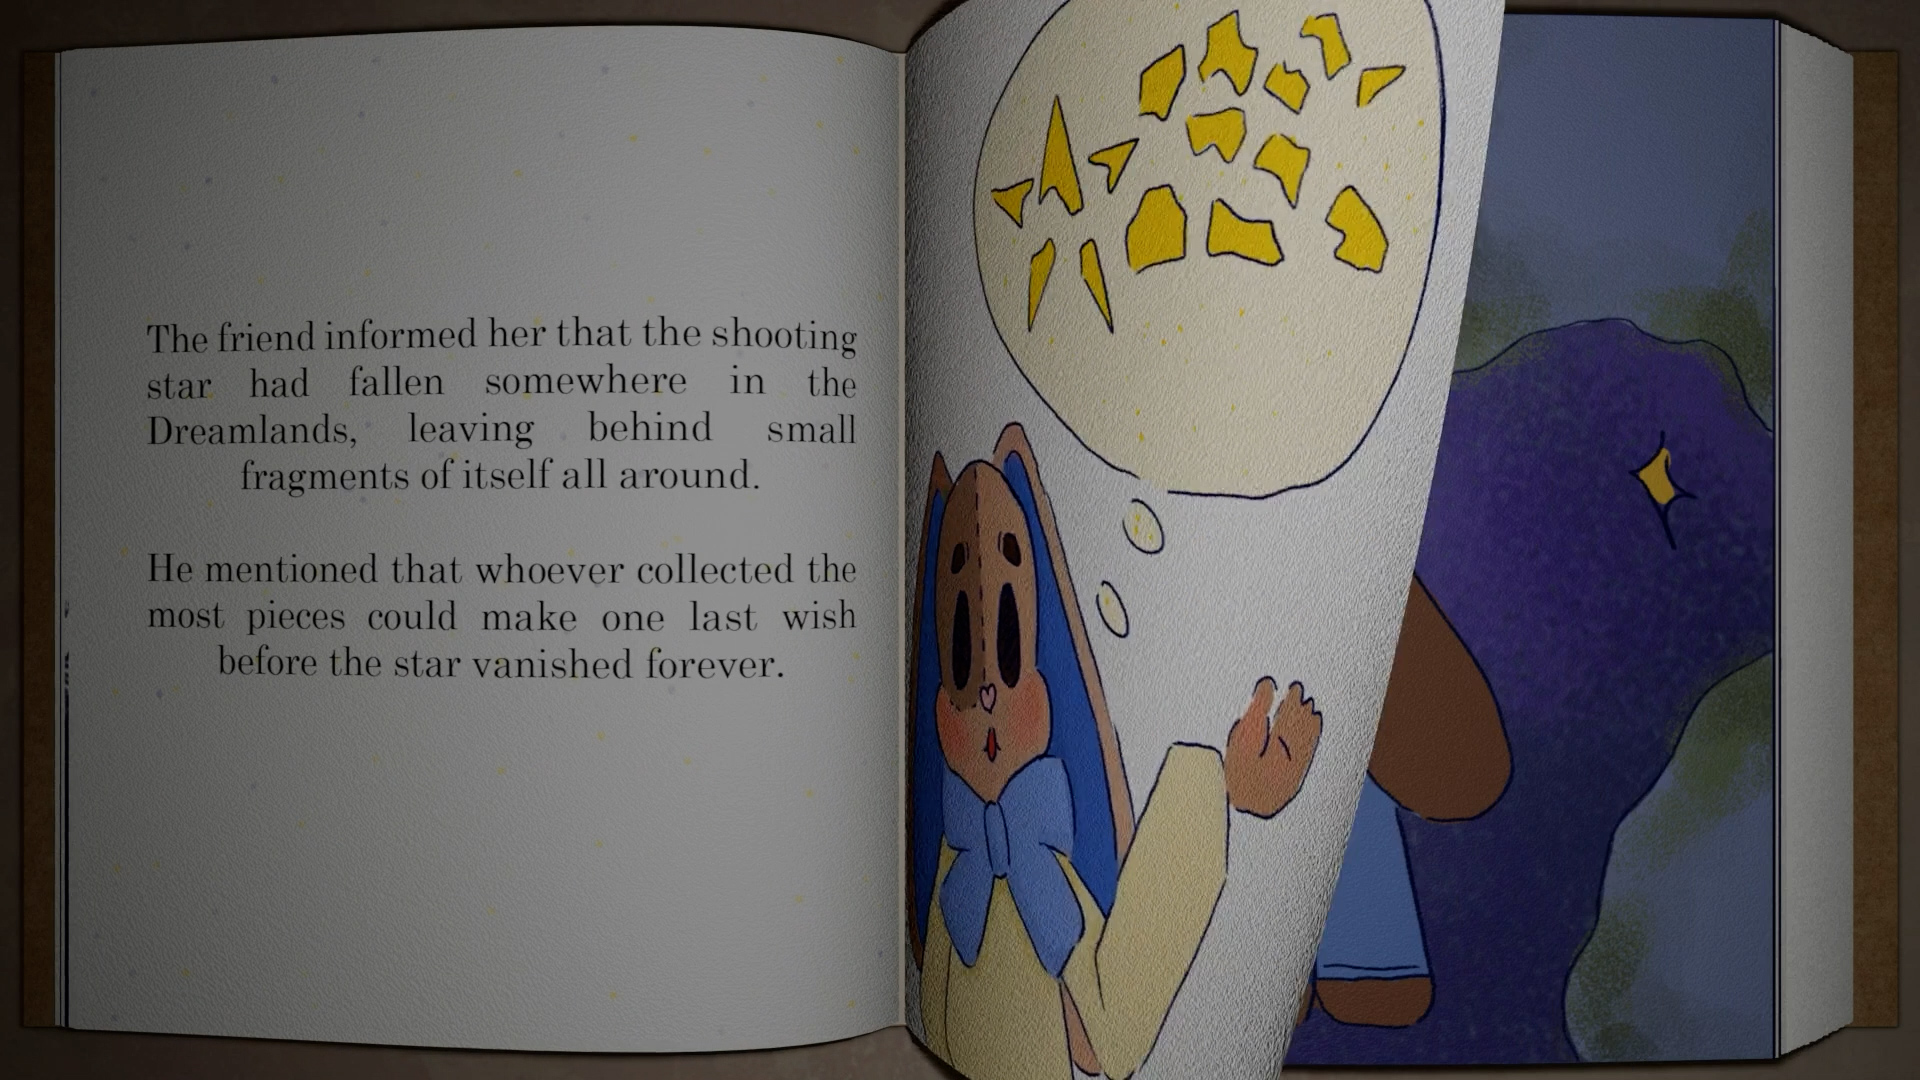 The friend informed her that the shooting
star had fallen somewhere in the
Dreamlands, leaving behind small
fragments of itself all around.
He mentioned that whoever collected the
most pieces could make one last wish
before the star vanished forever.